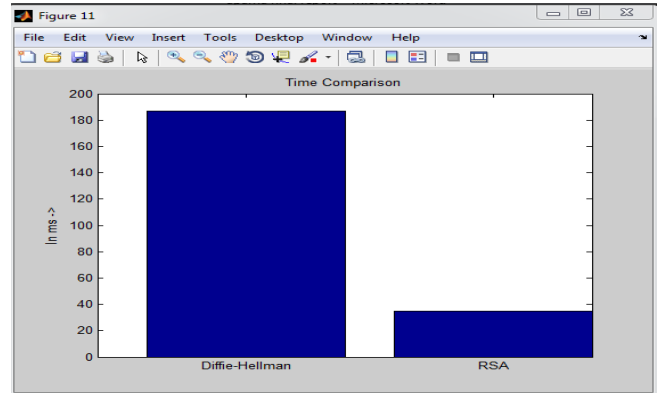 Figure 11
File Edit View Insert Tools Desktop Window Help
Time Comparison
200
180
160
140
120
100
80
60
40
20
0
In ms ->
Diffie-Hellman RSA